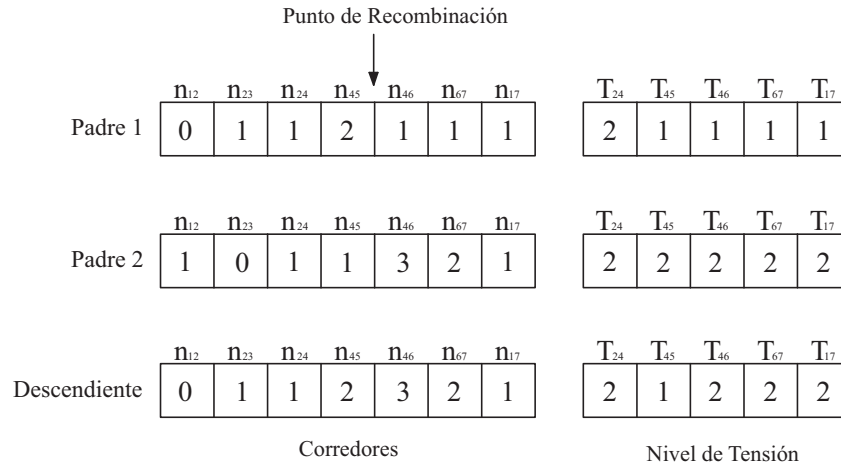 Punto de Recombinación
n12 n23 n24 n45 n46 n67 n17 T24 T45 T46 T67 T17
Padre 1 0 1 1 2 1 1 1 2 1 1 1 1
n12 n23 n24 n45 n46 n67 n17 T24 T45 T46 T67 T17
Padre 2 1 0 1 1 3 2 1 2 2 2 2 2
n12 n23 n24 n45 n46 n67 n17 T24 T45 T46 T67 T17
Descendiente 0 1 1 2 3 2 1 2 1 2 2 2
Corredores Nivel de Tensión